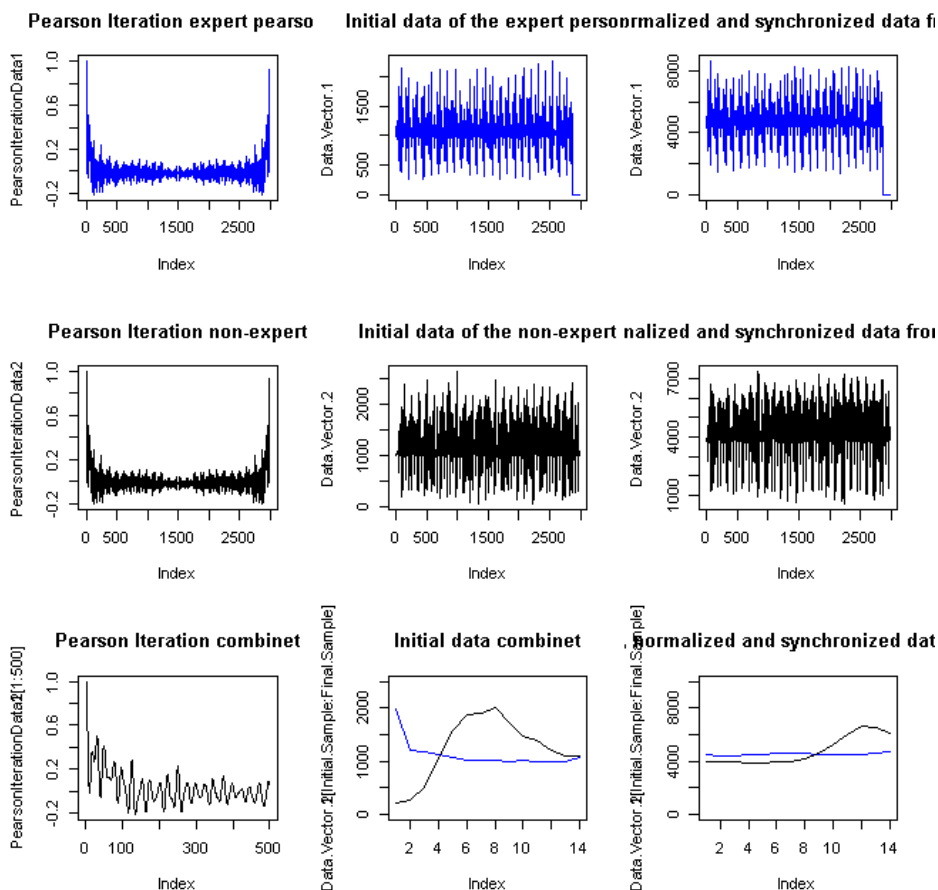 Pearson Iteration expert pearso
PearsonIterationData1
1.0
0.6
0.2
-0.2
0 500 1500 2500
Index
Initial data of the expert person
Data.Vector.1
1500
500
0
0 500 1500 2500
Index
normalized and synchronized data fr
Data.Vector.1
8000
4000
0
0 500 1500 2500
Index
Pearson Iteration non-expert
PearsonIterationData2
1.0
0.6
0.2
-0.2
0 500 1500 2500
Index
Initial data of the non-expert
Data.Vector.2
2000
1000
0
0 500 1500 2500
Index
nalized and synchronized data from
Data.Vector.2
7000
4000
1000
0 500 1500 2500
Index
Pearson Iteration combinet
1.0
0.6
0.2
-0.2
0 100 300 500
Index
Initial data combinet
2000
1000
0
2 4 6 8 10 14
Index
normalized and synchronized dat
8000
4000
0
2 4 6 8 10 14
Index